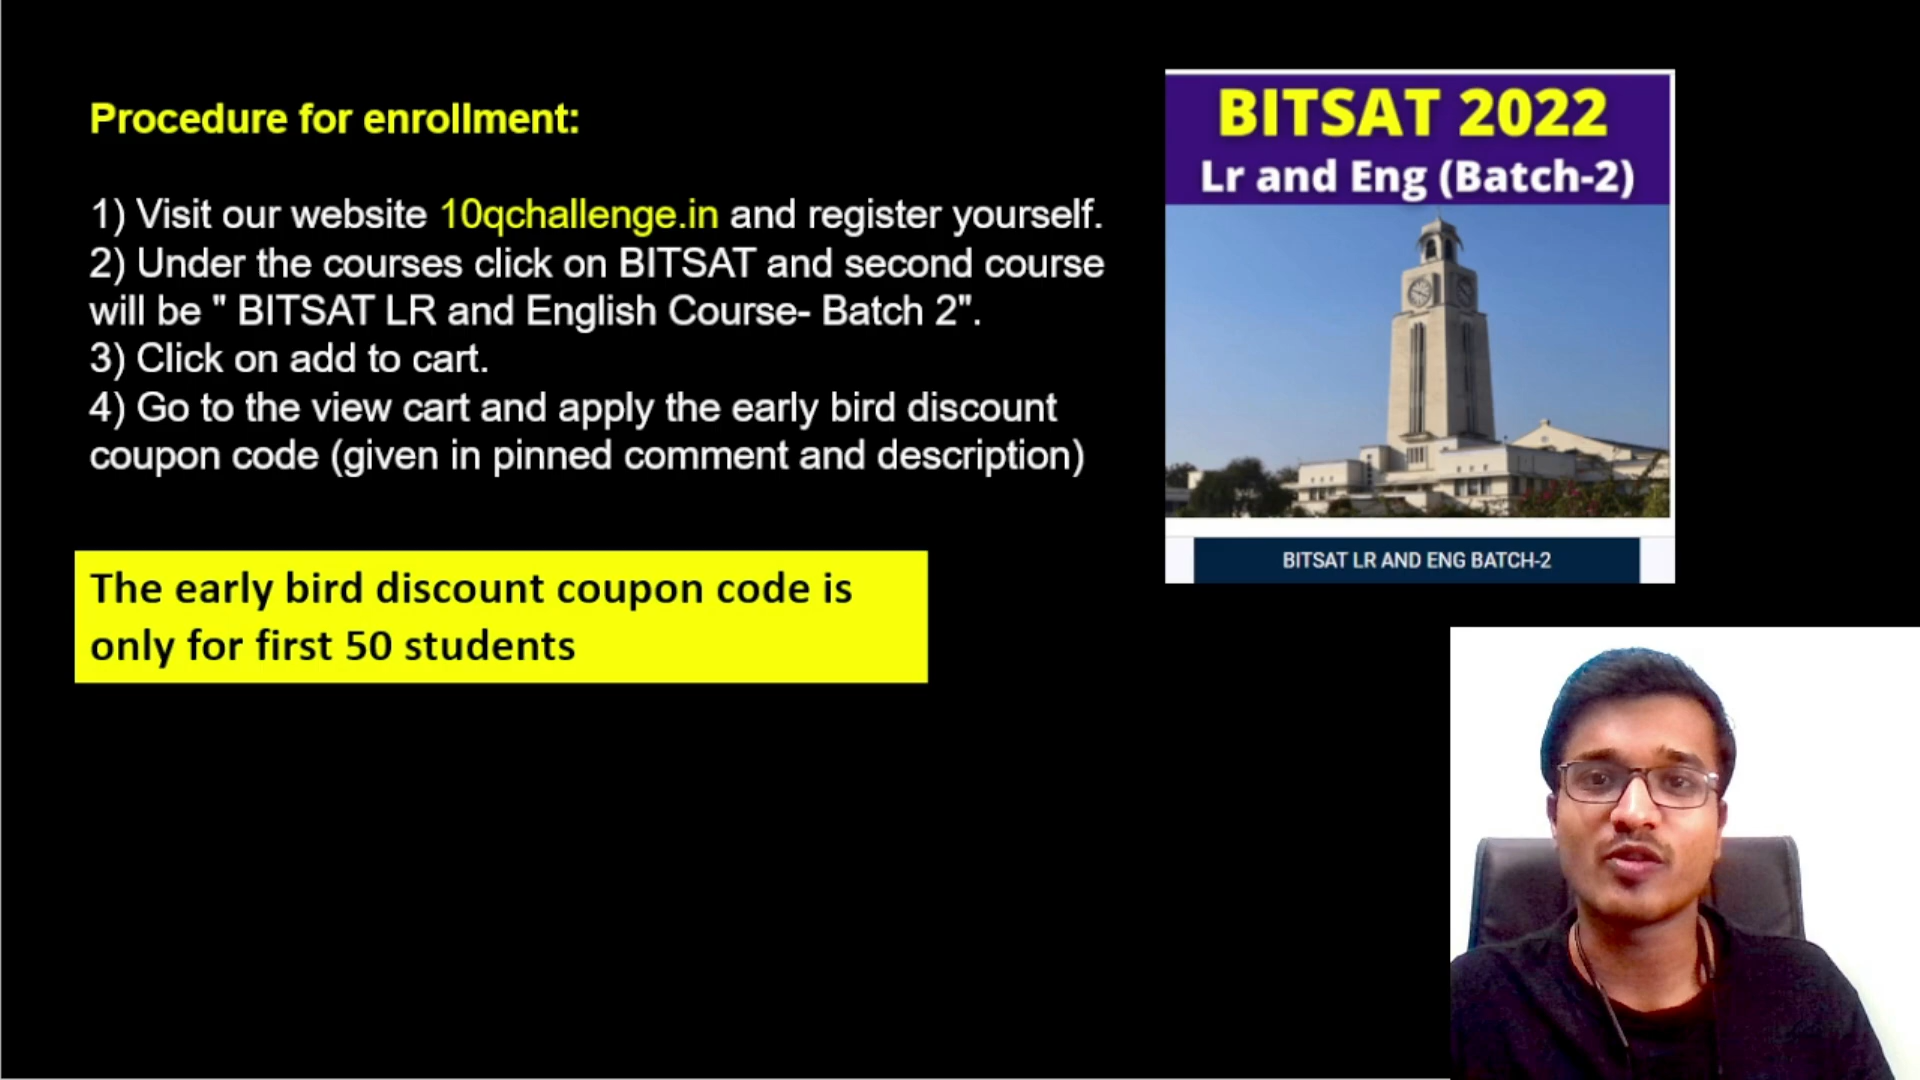 Procedure for enrollment:
1) Visit our website 10qchallenge.in and register yourself.
2) Under the courses click on BITSAT and second course
will be " BITSAT LR and English Course- Batch 2".
3) Click on add to cart.
4) Go to the view cart and apply the early bird discount
coupon code (given in pinned comment and description)
The early bird discount coupon code is
only for first 50 students
BITSAT 2022
Lr and Eng (Batch-2)
BITSAT LR AND ENG BATCH-2